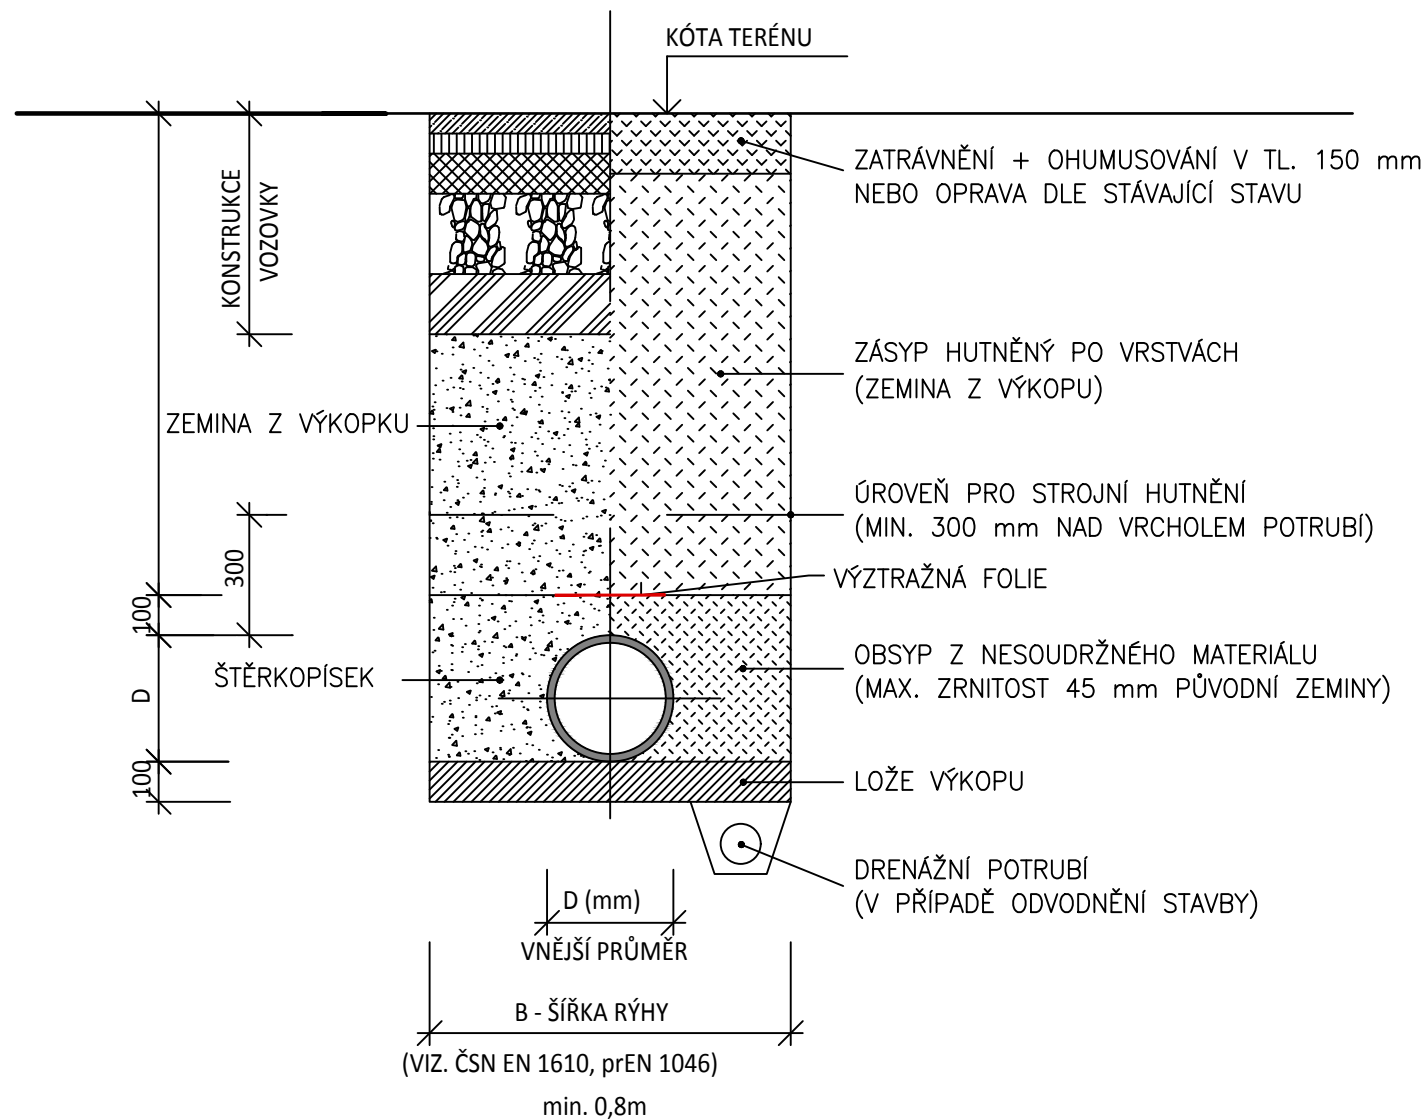 KÓTA TERÉNU
ZATRÁVNĚNÍ + OHUMUSOVÁNÍ V TL. 150 mm
NEBO OPRAVA DLE STÁVAJÍCÍ STAVU
KONSTRUKCE
VOZOVKY
ZÁSYP HUTNĚNÝ PO VRSTVÁCH
(ZEMINA Z VÝKOPU)
ZEMINA Z VÝKOPKU
ÚROVEŇ PRO STROJNÍ HUTNĚNÍ
(MIN. 300 mm NAD VRCHOLEM POTRUBÍ)
300
VÝZTRAŽNÁ FOLIE
100
OBSYP Z NESOUDRŽNÉHO MATERIÁLU
(MAX. ZRNITOST 45 mm PŮVODNÍ ZEMINY)
ŠTĚRKOPÍSEK
D
100
LOŽE VÝKOPU
DRENÁŽNÍ POTRUBÍ
(V PŘÍPADĚ ODVODNĚNÍ STAVBY)
D (mm)
VNĚJŠÍ PRŮMĚR
B - ŠÍŘKA RÝHY
(VIZ. ČSN EN 1610, prEN 1046)
min. 0,8m